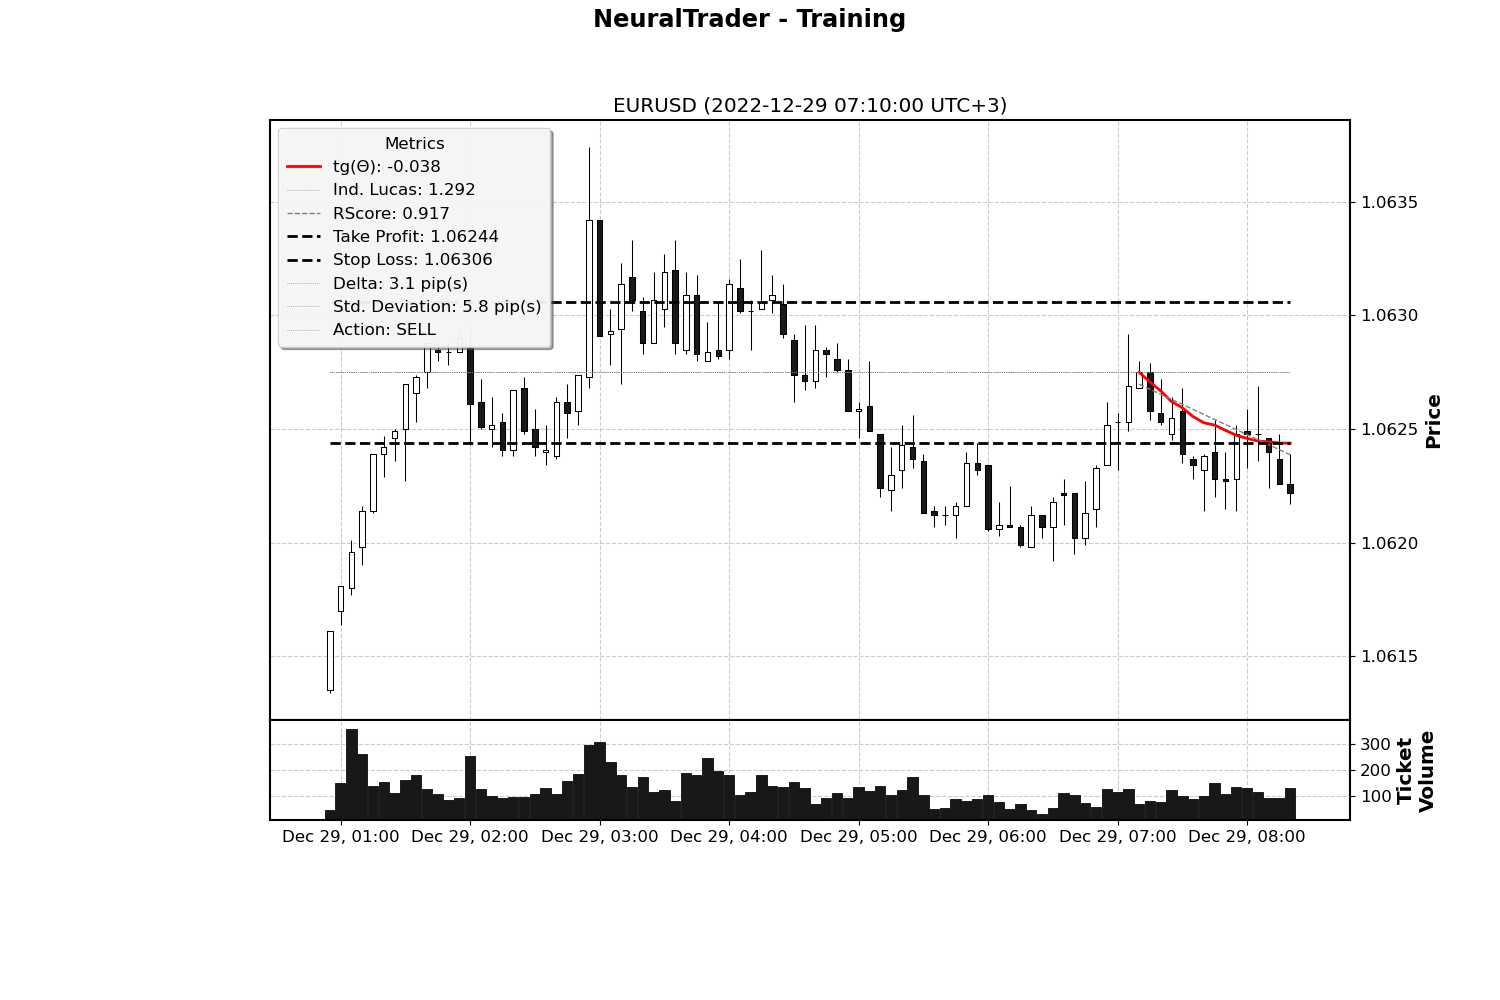 NeuralTrader - Training
EURUSD (2022-12-29 07:10:00 UTC+3)
Metrics
tg(Θ): -0.038
Ind. Lucas: 1.292
RScore: 0.917
Take Profit: 1.06244
Stop Loss: 1.06306
Delta: 3.1 pip(s)
Std. Deviation: 5.8 pip(s)
Action: SELL
1.0635
1.0630
1.0625
1.0620
1.0615
Price
300
200
100
Ticket
Volume
Dec 29, 01:00 Dec 29, 02:00 Dec 29, 03:00 Dec 29, 04:00 Dec 29, 05:00 Dec 29, 06:00 Dec 29, 07:00 Dec 29, 08:00